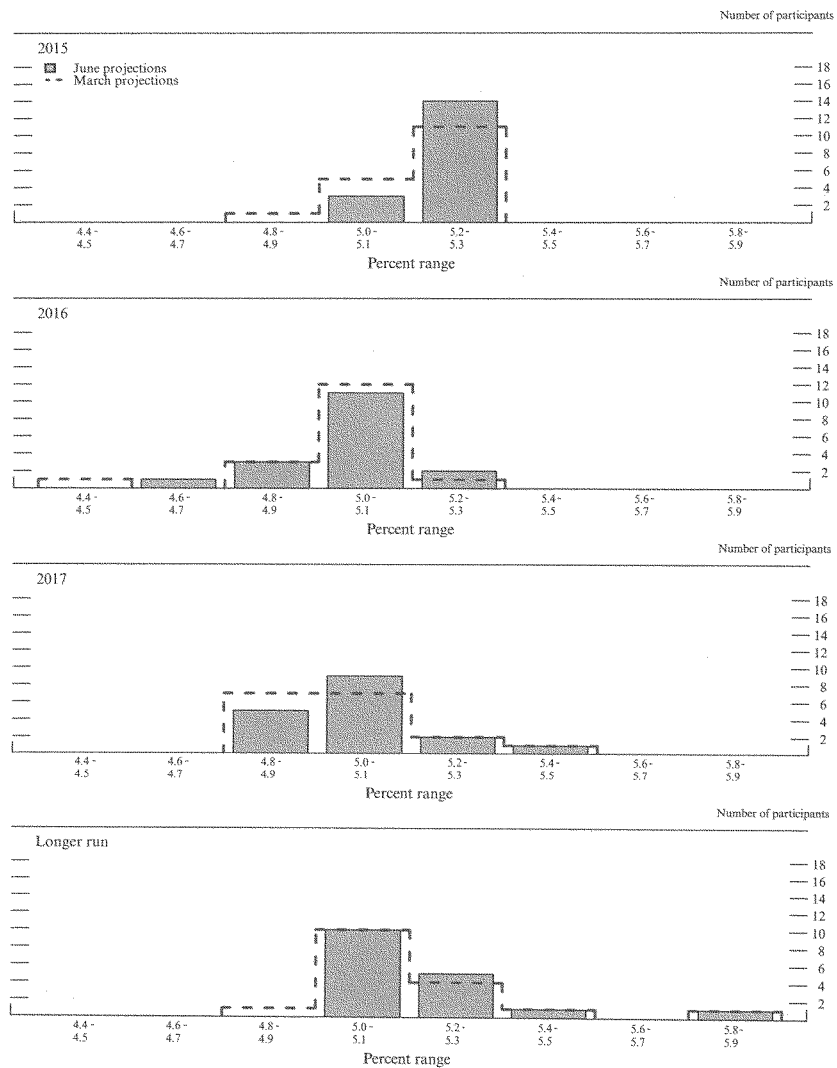 Number of participants
2015
June projections
March projections
18
16
14
12
10
8
6
4
2
4.4 - 4.6 - 4.8 - 5.0 - 5.2 - 5.4 - 5.6 - 5.8 -
4.5 4.7 4.9 5.1 5.3 5.5 5.7 5.9
Percent range
Number of participants
2016
18
16
14
12
10
8
6
4
2
4.4 - 4.6 - 4.8 - 5.0 - 5.2 - 5.4 - 5.6 - 5.8 -
4.5 4.7 4.9 5.1 5.3 5.5 5.7 5.9
Percent range
Number of participants
2017
18
16
14
12
10
8
6
4
2
4.4 - 4.6 - 4.8 - 5.0 - 5.2 - 5.4 - 5.6 - 5.8 -
4.5 4.7 4.9 5.1 5.3 5.5 5.7 5.9
Percent range
Number of participants
Longer run
18
16
14
12
10
8
6
4
2
4.4 - 4.6 - 4.8 - 5.0 - 5.2 - 5.4 - 5.6 - 5.8 -
4.5 4.7 4.9 5.1 5.3 5.5 5.7 5.9
Percent range